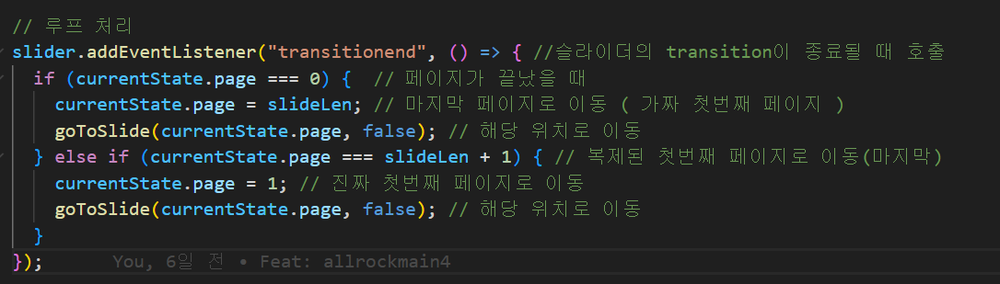 // 루프 처리
slider.addEventListener("transitionend", () => { //슬라이더의 transition이 종료될 때 호출
if (currentState.page === 0) { // 페이지가 끝났을 때
currentState.page = slideLen; // 마지막 페이지로 이동 ( 가짜 첫번째 페이지 )
goToSlide(currentState.page, false); // 해당 위치로 이동
} else if (currentState.page === slideLen + 1) { // 복제된 첫번째 페이지로 이동(마지막)
currentState.page = 1; // 진짜 첫번째 페이지로 이동
goToSlide(currentState.page, false); // 해당 위치로 이동
}
}); You, 6일 전 • Feat: allrockmain4